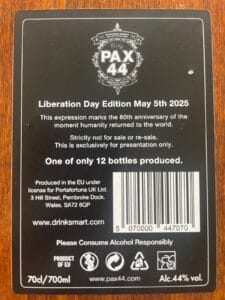 PAX
44
Liberation Day Edition May 5th 2025
This expression marks the 80th anniversary of the
moment humanity returned to the world.
Strictly not for sale or re-sale.
This is exclusively for presentation only.
One of only 12 bottles produced.
Produced in the EU under
license for Portafortuna UK Ltd.
3 Hill Street, Pembroke Dock.
Wales. SA72 6QP
www.drinksmart.com
5 070000 447070
Please Consume Alcohol Responsibly
PRODUCT
OF EU
70cl/700ml
www.pax44.com
Alc.44% vol.